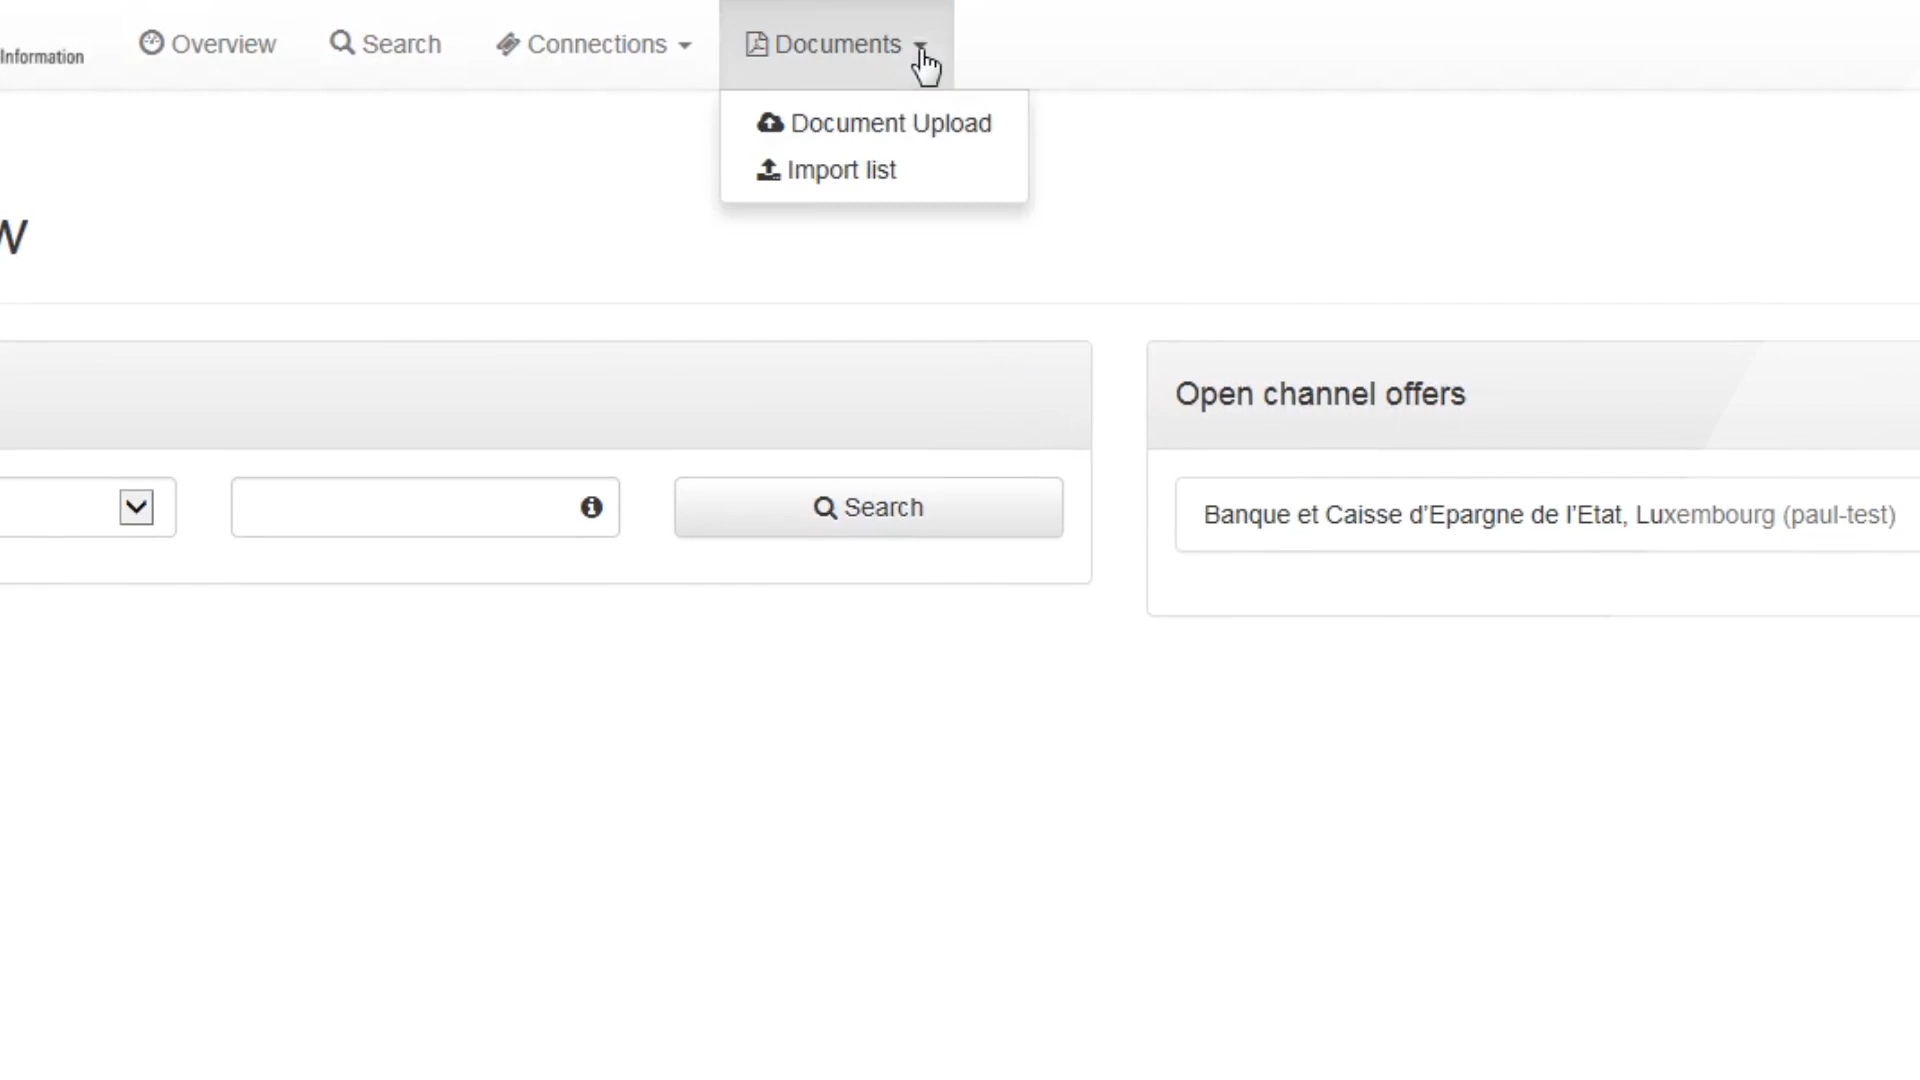 Information
Overview
Search
Connections
Documents
Document Upload
Import list
w
Open channel offers
Search
Banque et Caisse d'Epargne de l'Etat, Luxembourg (paul-test)